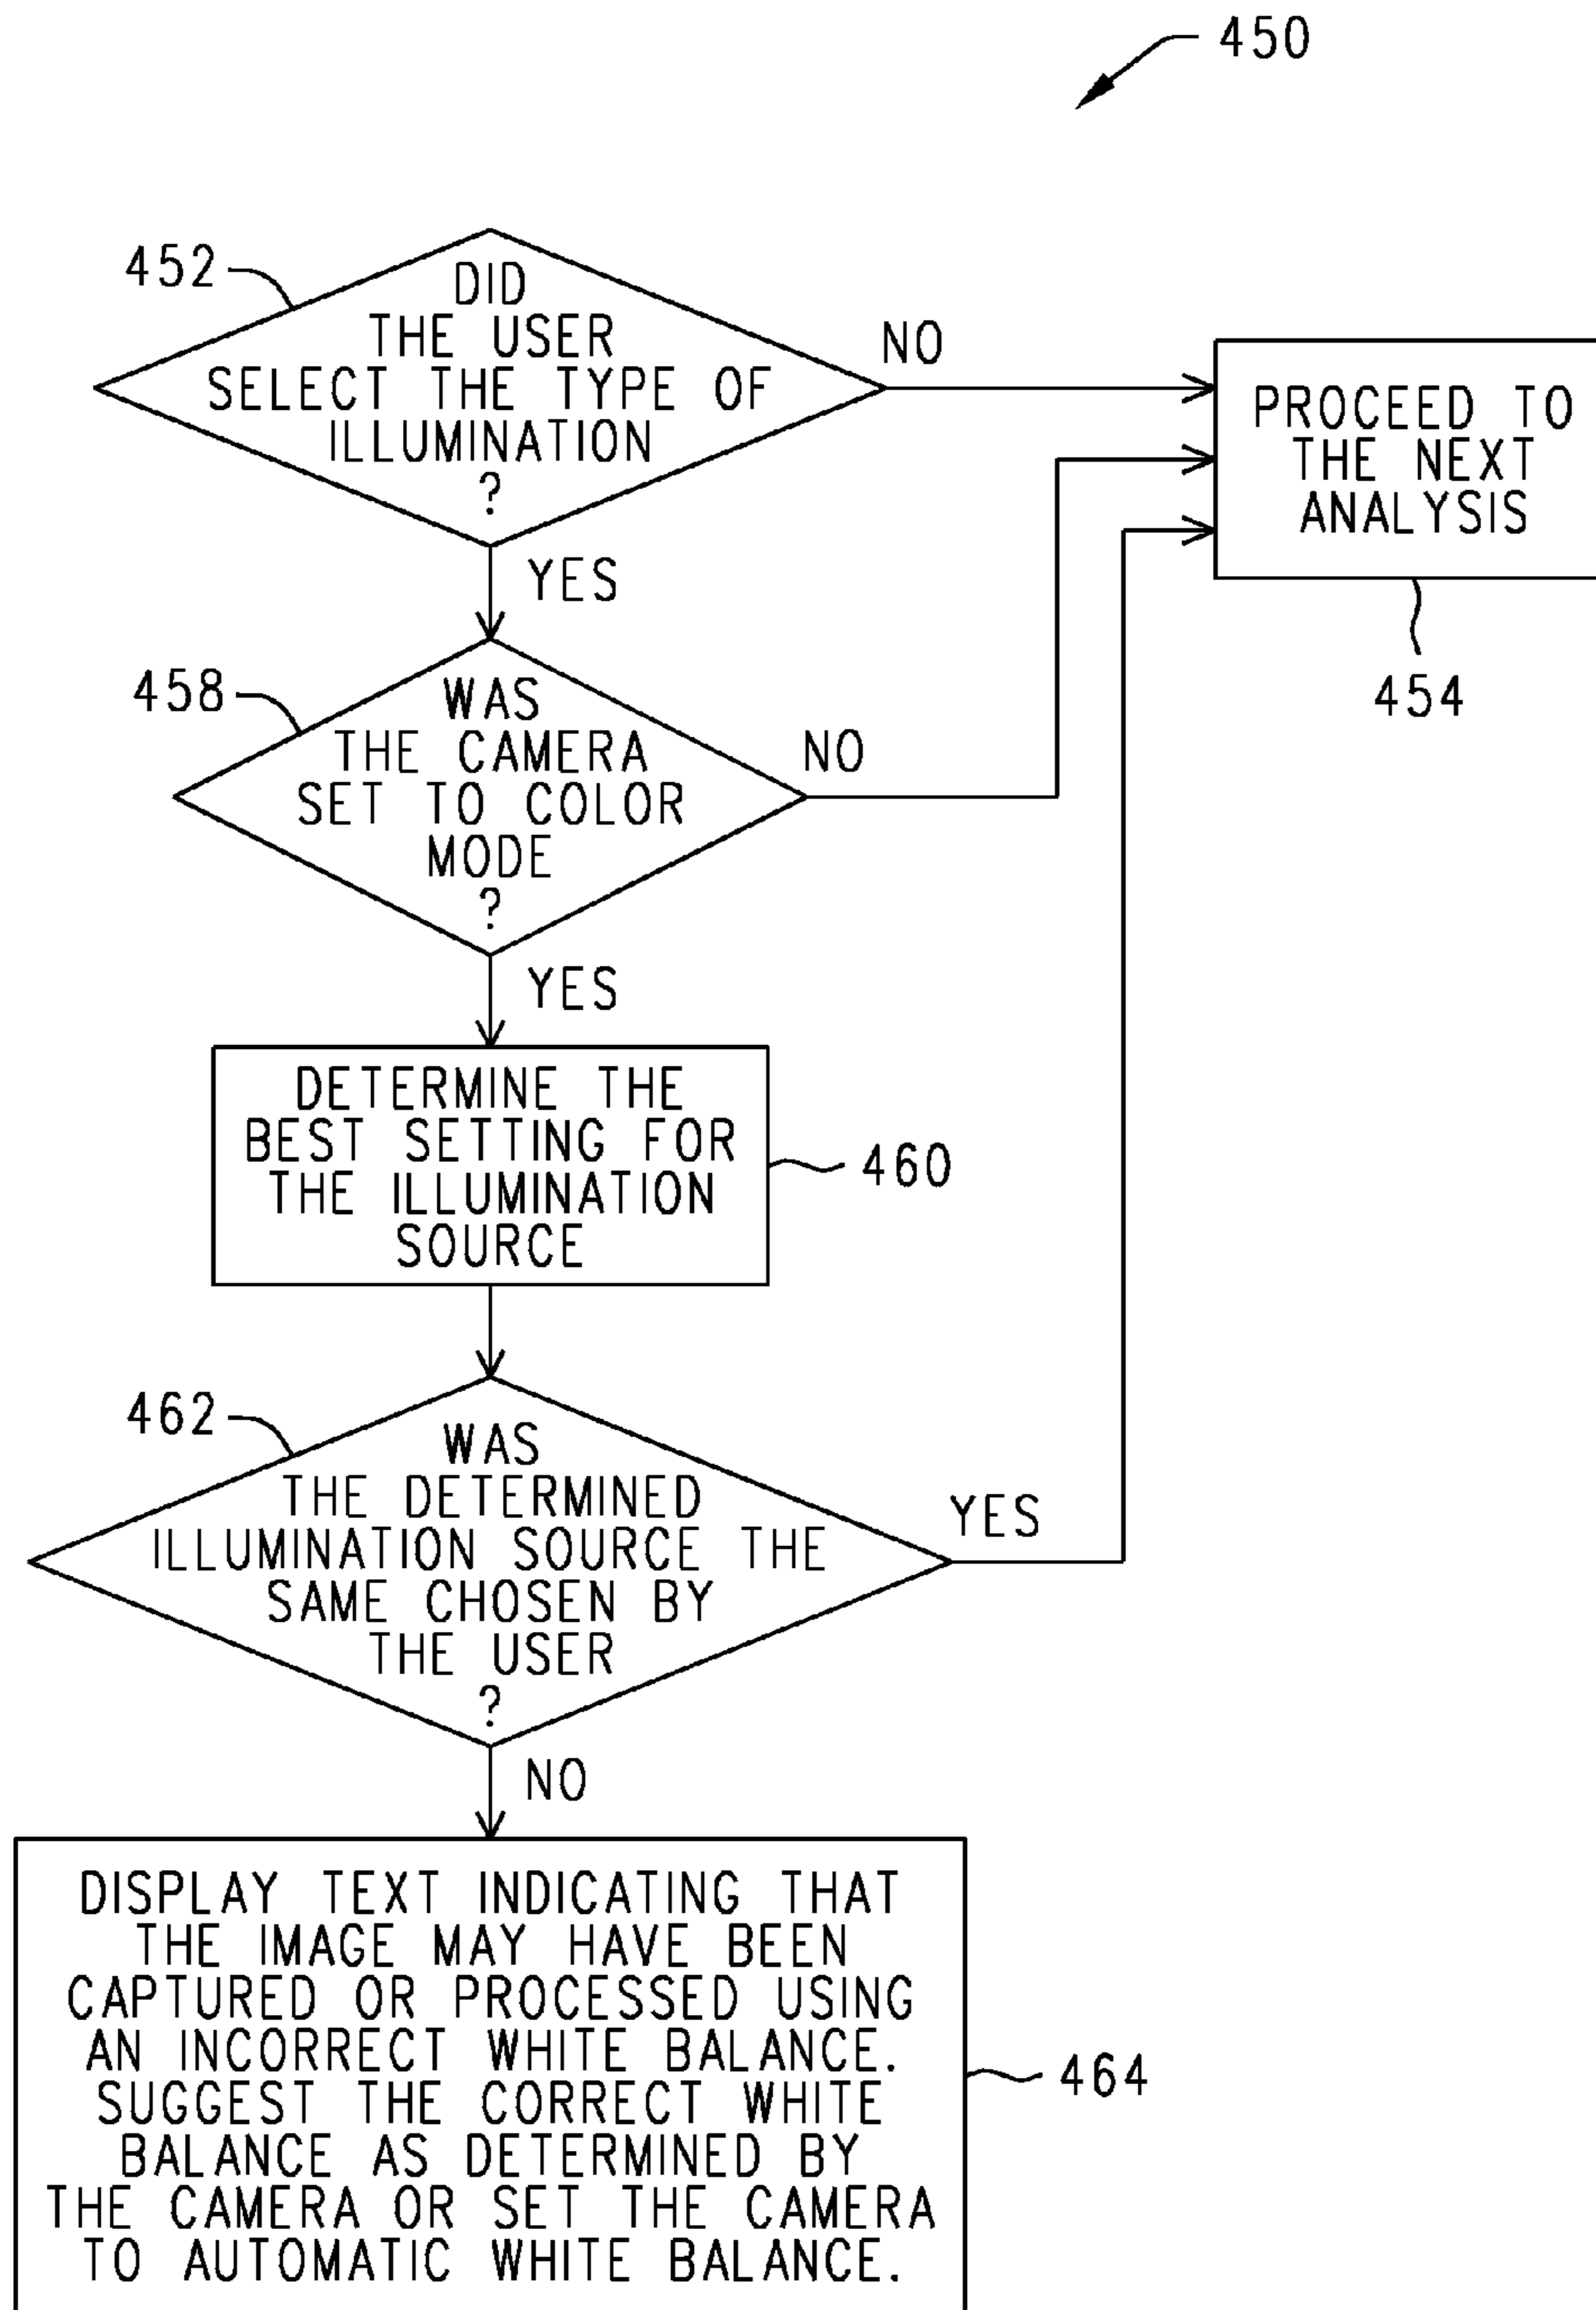 450
452
DID
THE USER
SELECT THE TYPE OF
ILLUMINATION
?
NO
PROCEED TO
THE NEXT
ANALYSIS
454
YES
458
WAS
THE CAMERA
SET TO COLOR
MODE
?
NO
YES
DETERMINE THE
BEST SETTING FOR
THE ILLUMINATION
SOURCE
460
462
WAS
THE DETERMINED
ILLUMINATION SOURCE THE
SAME CHOSEN BY
THE USER
?
YES
NO
DISPLAY TEXT INDICATING THAT
THE IMAGE MAY HAVE BEEN
CAPTURED OR PROCESSED USING
AN INCORRECT WHITE BALANCE.
SUGGEST THE CORRECT WHITE
BALANCE AS DETERMINED BY
THE CAMERA OR SET THE CAMERA
TO AUTOMATIC WHITE BALANCE.
464